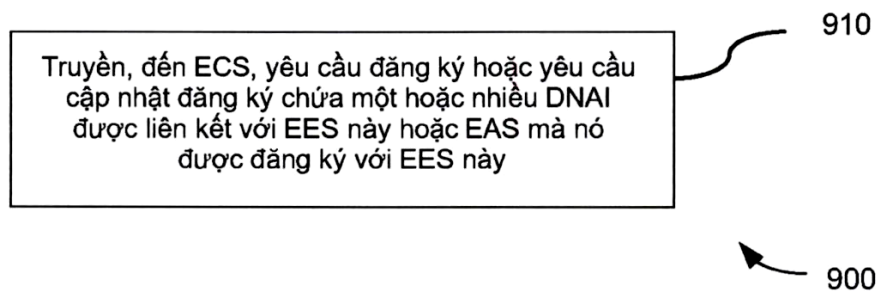 910
Truyền, đến ECS, yêu cầu đăng ký hoặc yêu cầu
cập nhật đăng ký chứa một hoặc nhiều DNAI
được liên kết với EES này hoặc EAS mà nó
được đăng ký với EES này
900